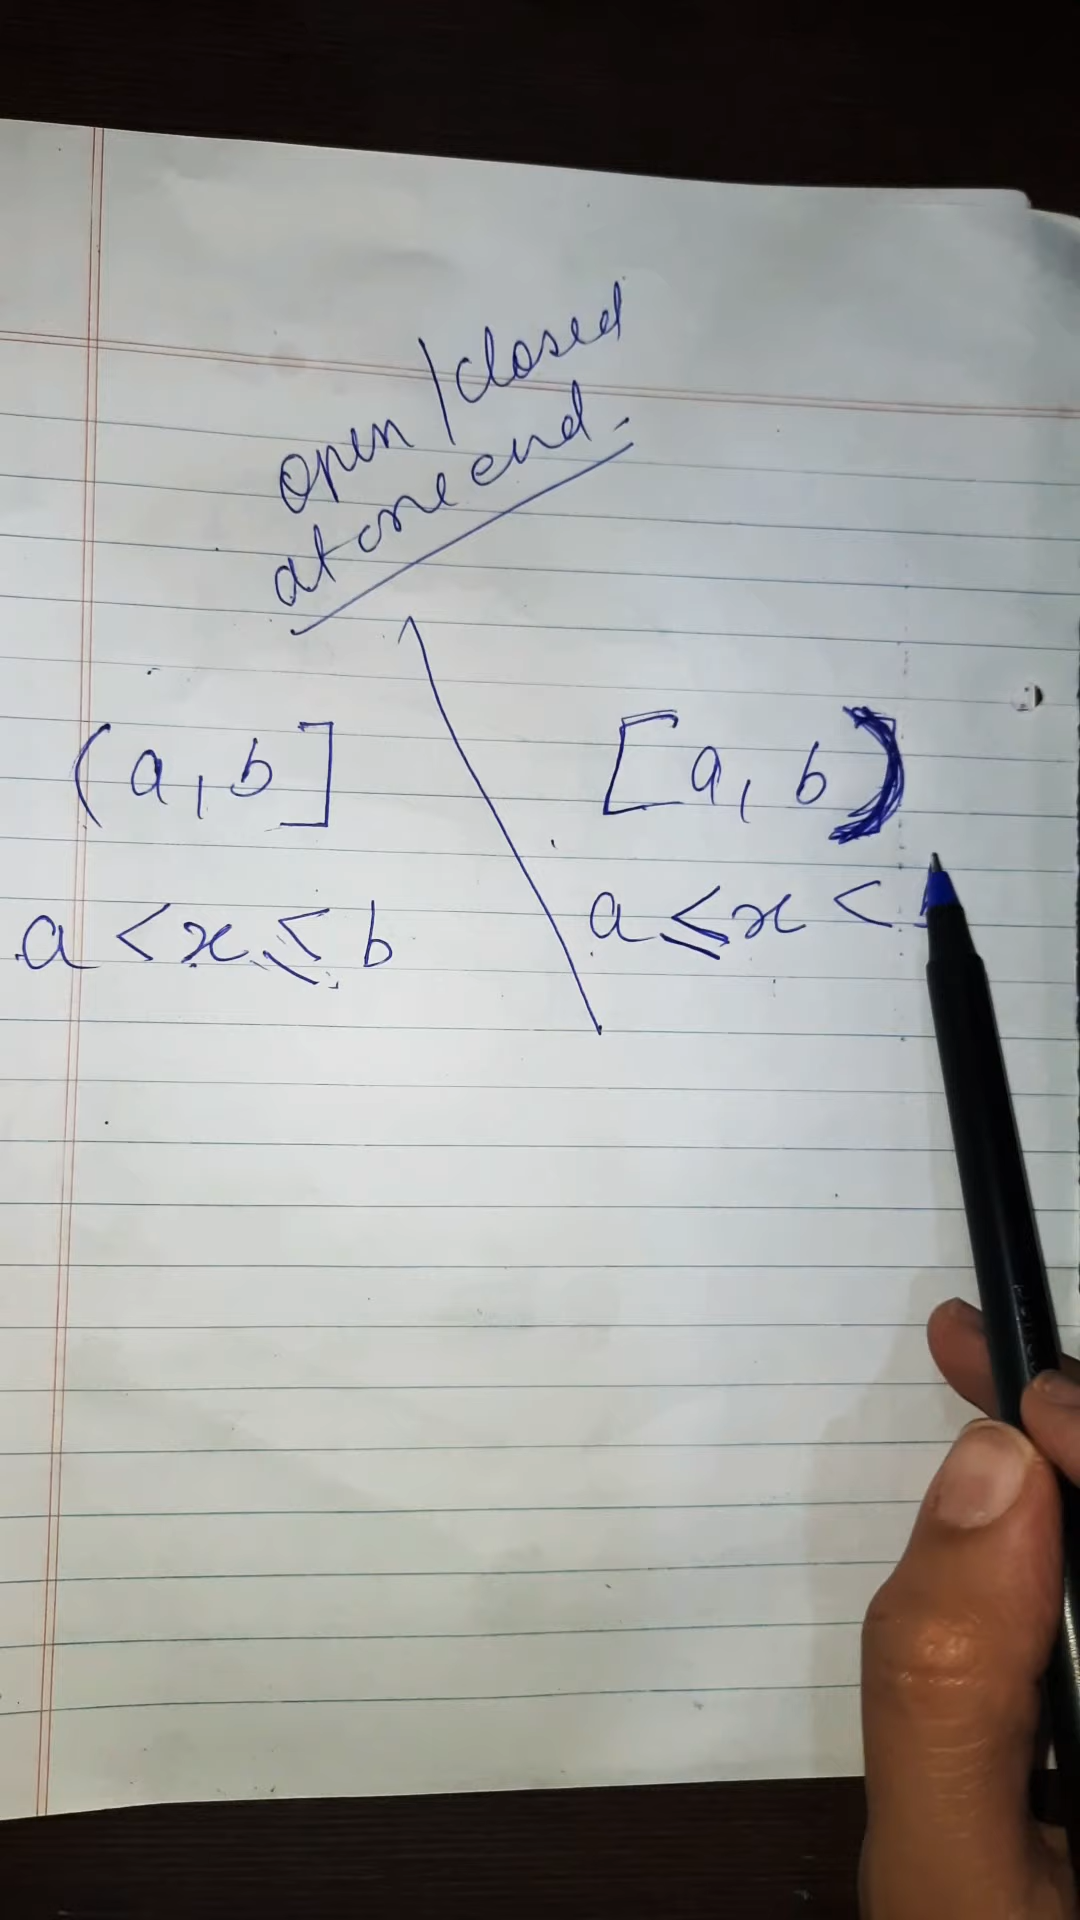 open/closed
at one end.
(a, b]
[a, b)
a < x ≤ b
a ≤ x <